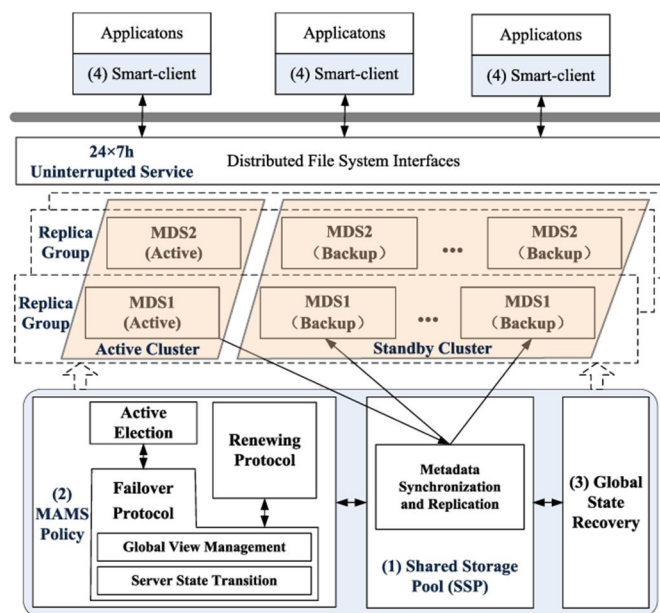 Applicatons
Applicatons
Applicatons
(4) Smart-client
(4) Smart-client
(4) Smart-client
24×7h
Uninterrupted Service
Distributed File System Interfaces
Replica
Group
MDS2
(Active)
MDS2
(Backup)
...
MDS2
(Backup)
Replica
Group
MDS1
(Active)
MDS1
(Backup)
...
MDS1
(Backup)
Active Cluster
Standby Cluster
Active
Election
Renewing
Protocol
(2)
MAMS
Policy
Failover
Protocol
Global View Management
Server State Transition
Metadata
Synchronization
and Replication
(1) Shared Storage
Pool (SSP)
(3) Global
State
Recovery